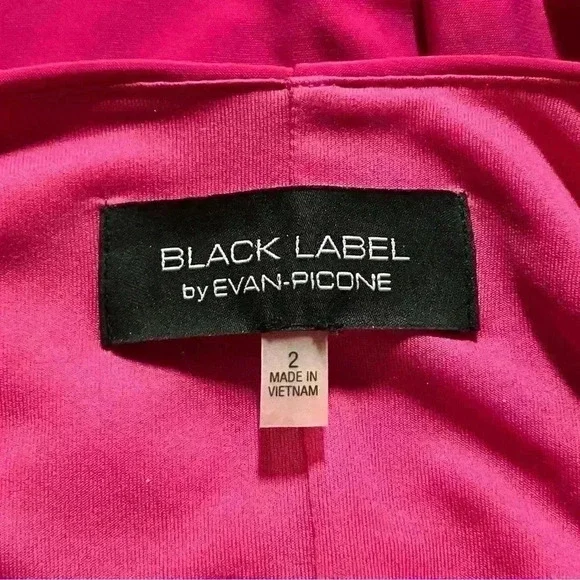 BLACK LABEL
by EVAN-PICONE
2
MADE IN
VIETNAM